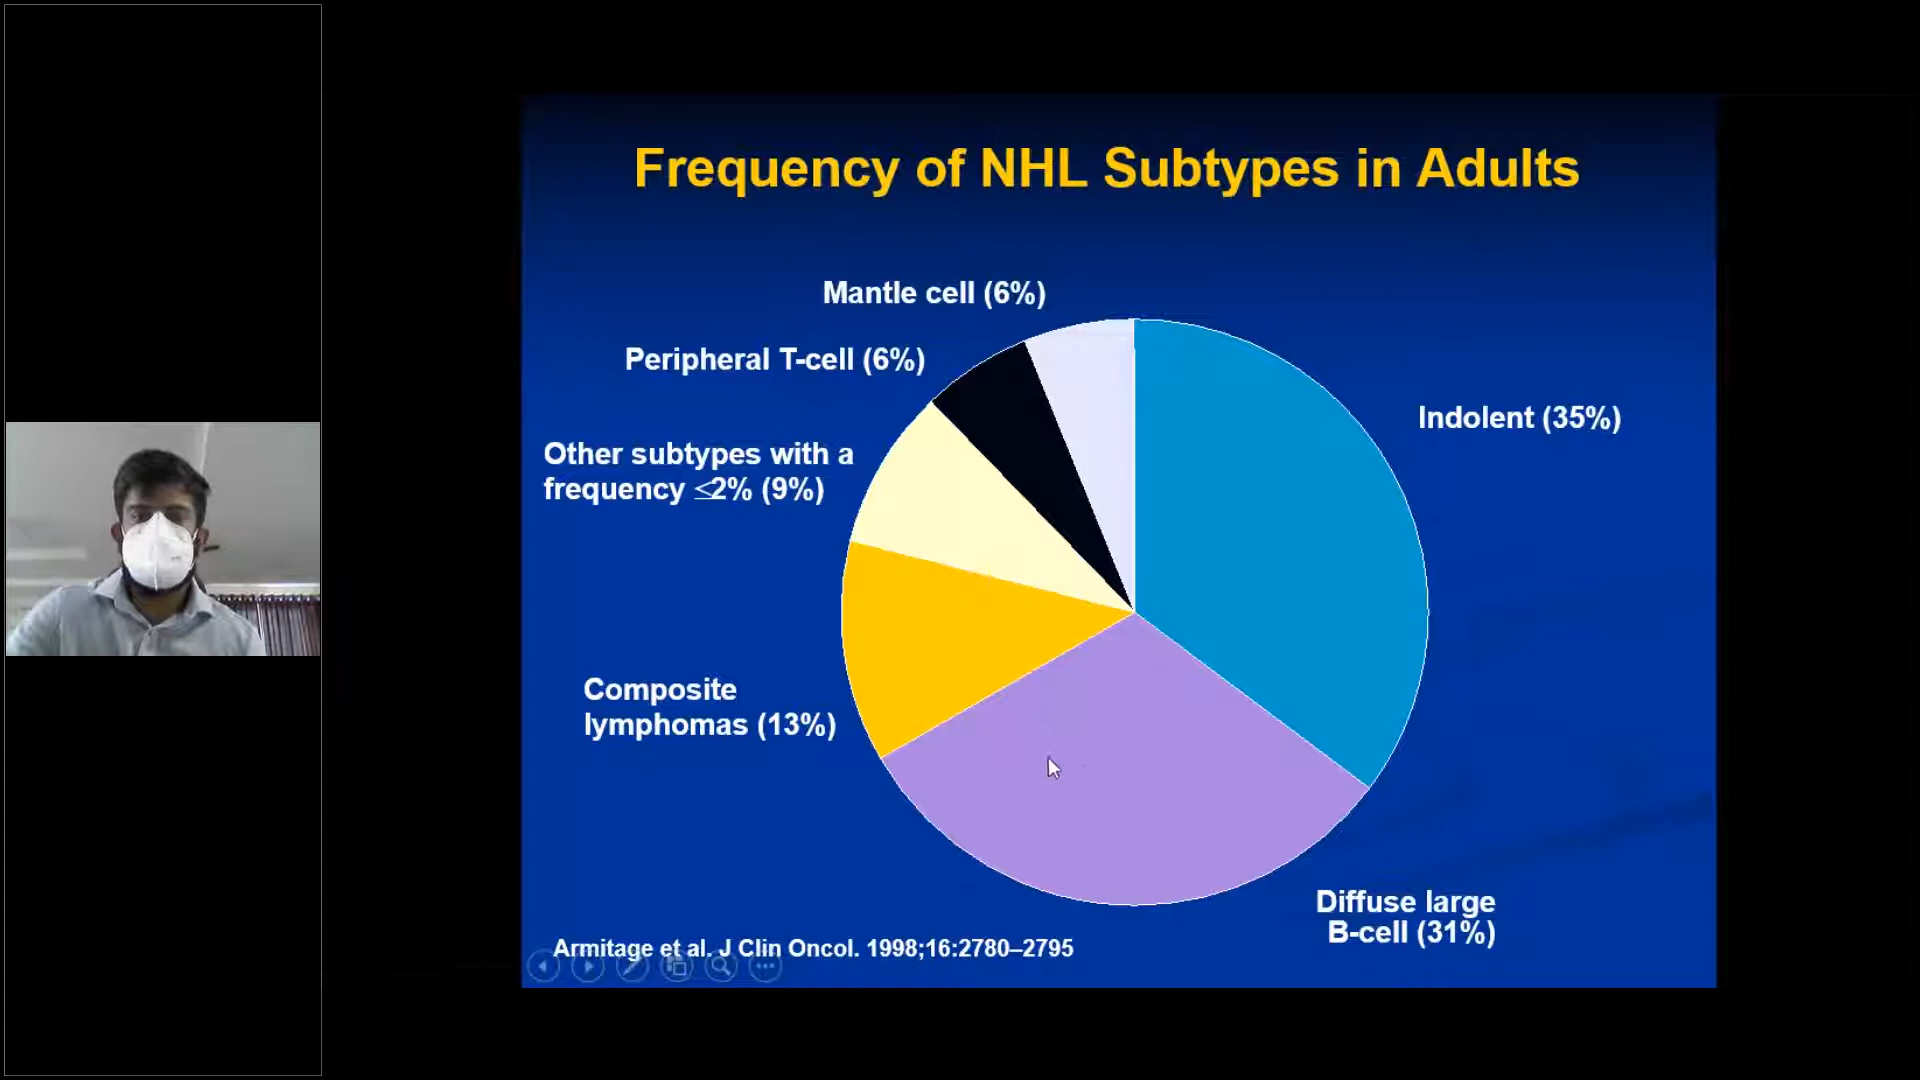 Frequency of NHL Subtypes in Adults
Mantle cell (6%)
Peripheral T-cell (6%)
Indolent (35%)
Other subtypes with a
frequency ≤2% (9%)
Composite
lymphomas (13%)
Diffuse large
B-cell (31%)
Armitage et al. J Clin Oncol. 1998;16:2780–2795